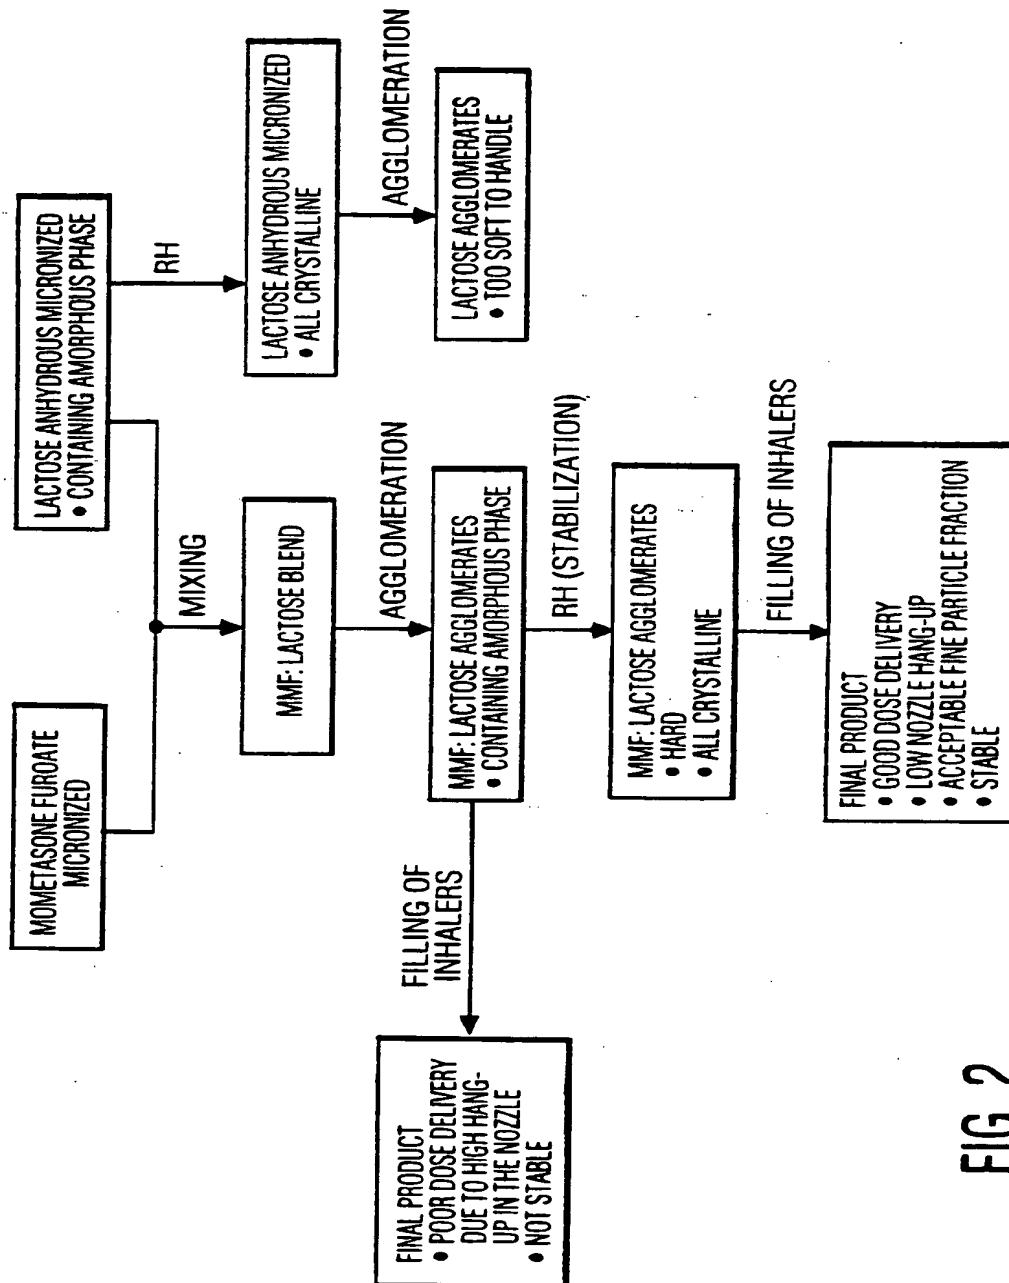 MOMETASONE FUROATE
MICRONIZED
LACTOSE ANHYDROUS MICRONIZED
• CONTAINING AMORPHOUS PHASE
MIXING
RH
MMF: LACTOSE BLEND
LACTOSE ANHYDROUS MICRONIZED
• ALL CRYSTALLINE
AGGLOMERATION
AGGLOMERATION
FILLING OF
INHALERS
MMF: LACTOSE AGGLOMERATES
• CONTAINING AMORPHOUS PHASE
LACTOSE AGGLOMERATES
• TOO SOFT TO HANDLE
FINAL PRODUCT
• POOR DOSE DELIVERY
DUE TO HIGH HANG-
UP IN THE NOZZLE
• NOT STABLE
RH (STABILIZATION)
MMF: LACTOSE AGGLOMERATES
• HARD
• ALL CRYSTALLINE
FILLING OF INHALERS
FINAL PRODUCT
• GOOD DOSE DELIVERY
• LOW NOZZLE HANG-UP
• ACCEPTABLE FINE PARTICLE FRACTION
• STABLE
FIG. 2